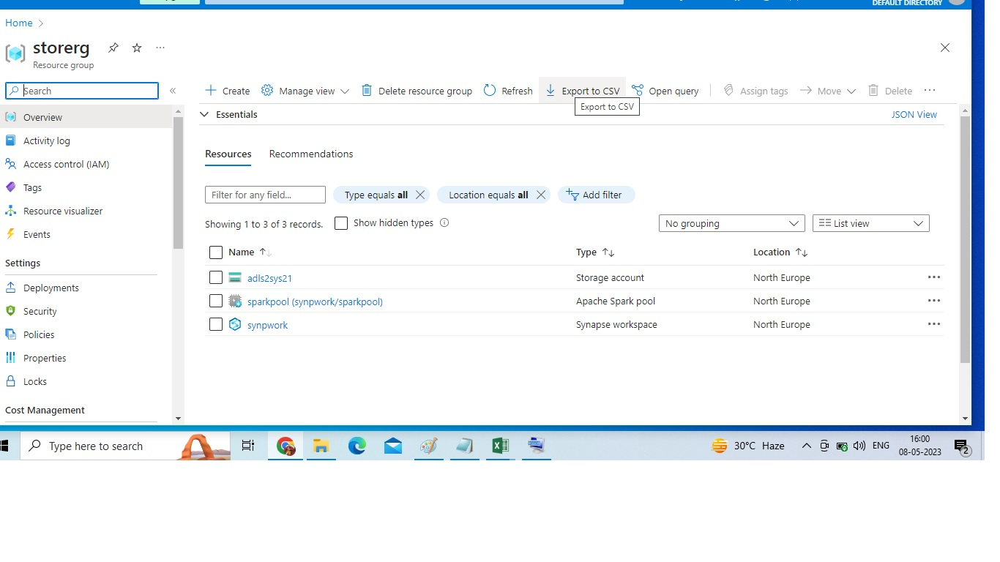 DEFAULT DIRECTORY
Home
storerg
Resource group
Search
Create Manage view Delete resource group Refresh Export to CSV Open query Assign tags Move Delete
Export to CSV
Overview
Activity log
Access control (IAM)
Tags
Resource visualizer
Events
Settings
Deployments
Security
Policies
Properties
Locks
Cost Management
Essentials JSON View
Resources Recommendations
Filter for any field... Type equals all Location equals all Add filter
Showing 1 to 3 of 3 records. Show hidden types No grouping List view
Name Type Location
adls2sys21 Storage account North Europe
sparkpool (synpwork/sparkpool) Apache Spark pool North Europe
synpwork Synapse workspace North Europe
Type here to search 30°C Haze ENG 16:00
08-05-2023 2